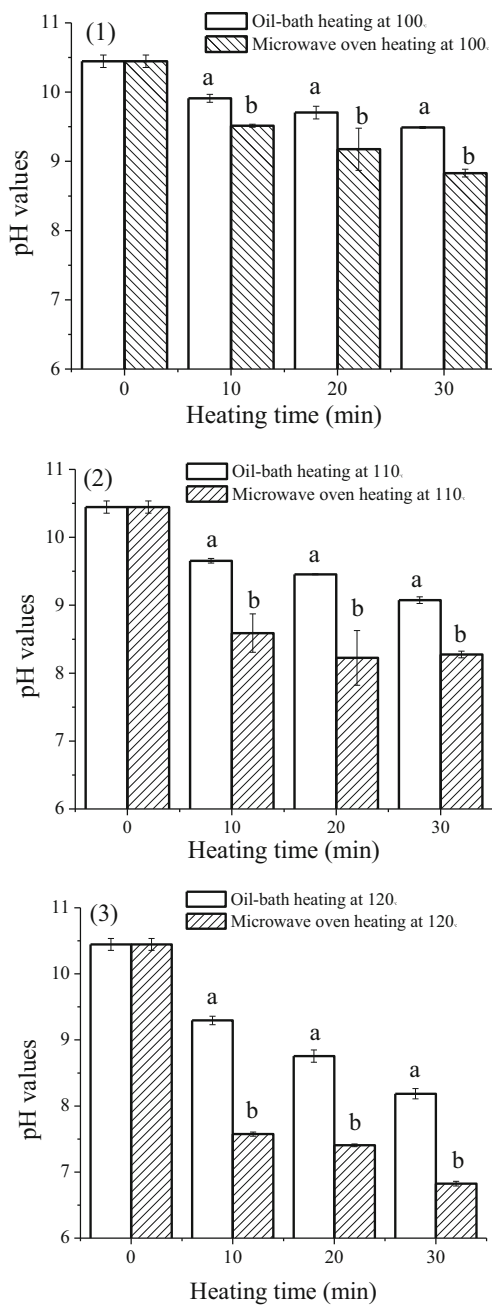 (1)
Oil-bath heating at 100
Microwave oven heating at 100
11
10
9
8
7
6
pH values
a
b
a
b
a
b
0
10
20
30
Heating time (min)
(2)
Oil-bath heating at 110
Microwave oven heating at 110
11
10
9
8
7
6
pH values
a
b
a
b
a
b
0
10
20
30
Heating time (min)
(3)
Oil-bath heating at 120
Microwave oven heating at 120
11
10
9
8
7
6
pH values
a
b
a
b
a
b
0
10
20
30
Heating time (min)